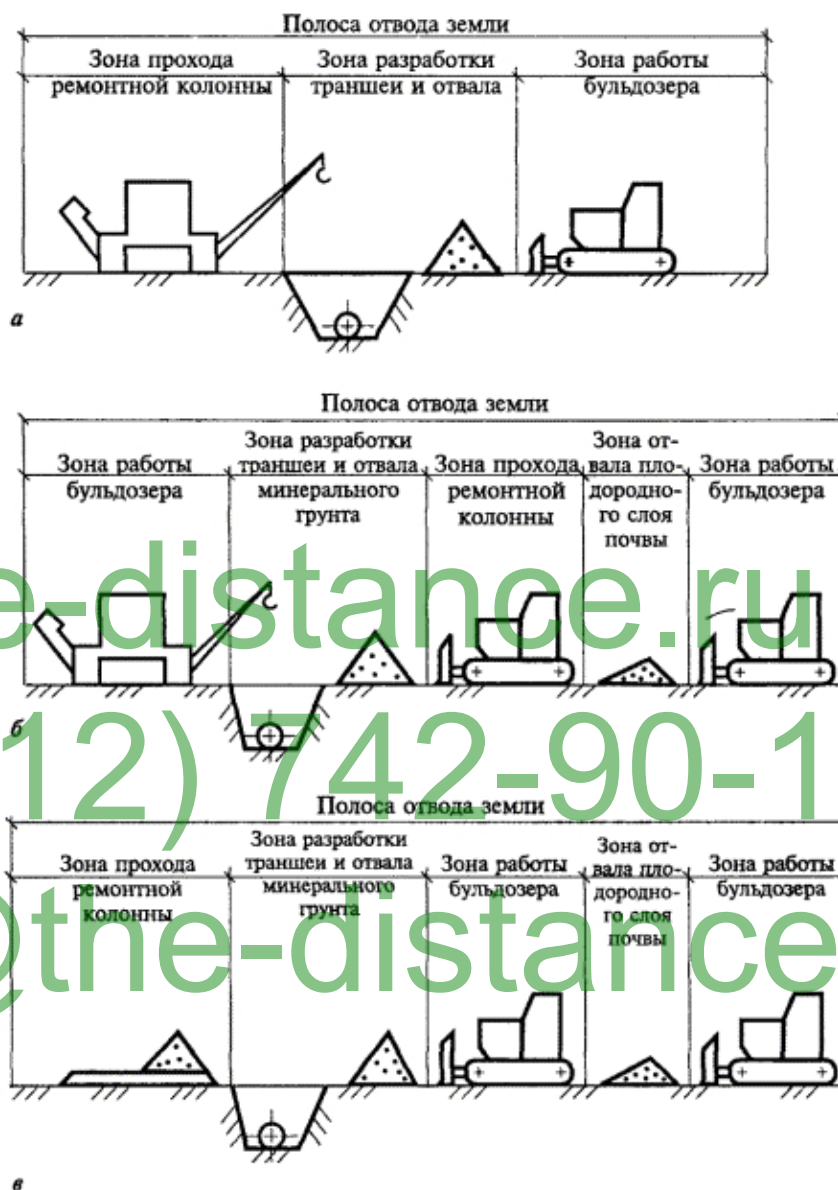 Полоса отвода земли
Зона прохода
ремонтной колонны
Зона разработки
траншеи и отвала
Зона работы
бульдозера
а
Полоса отвода земли
Зона работы
бульдозера
Зона разработки
траншеи и отвала
минерального
грунта
Зона прохода
ремонтной
колонны
Зона от-
вала пло-
дородно-
го слоя
почвы
Зона работы
бульдозера
e-distance.ru
б
12) 742-90-1
Полоса отвода земли
Зона прохода
ремонтной
колонны
Зона разработки
траншеи и отвала
минерального
грунта
Зона работы
бульдозера
Зона от-
вала пло-
дородно-
го слоя
почвы
Зона работы
бульдозера
@the-distance
в